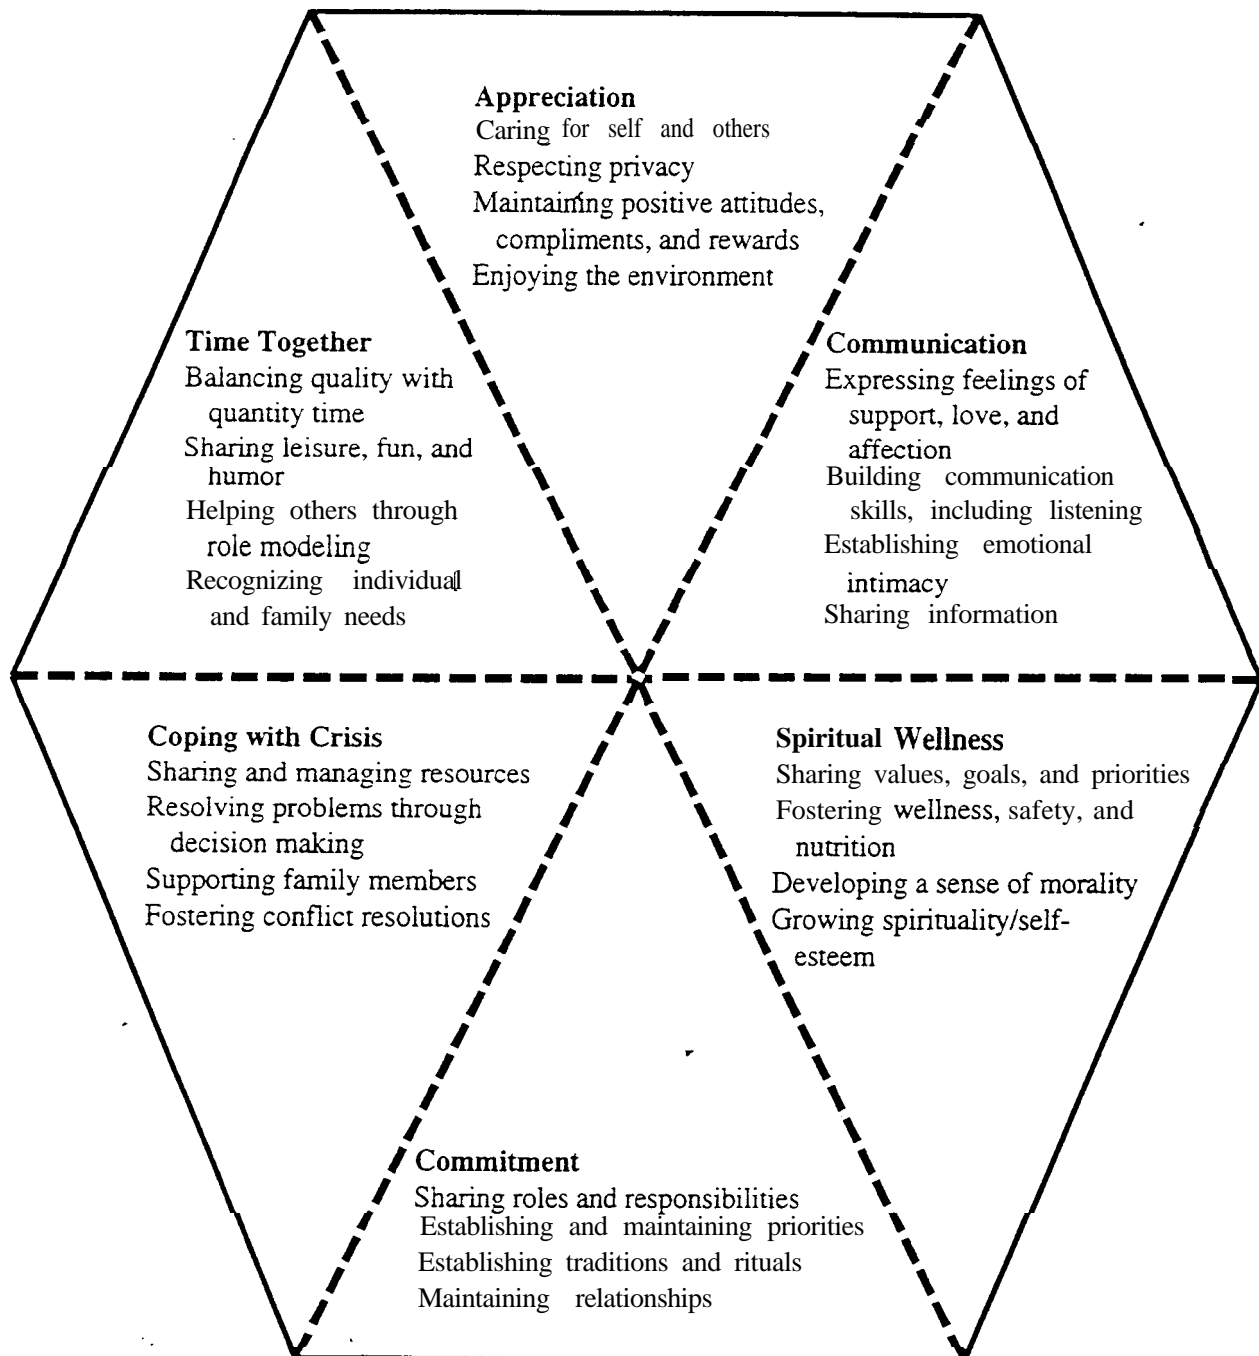 Appreciation
Caring for self and others
Respecting privacy
Maintaining positive attitudes,
compliments, and rewards
Enjoying the environment
Time Together
Balancing quality with
quantity time
Sharing leisure, fun, and
humor
Helping others through
role modeling
Recognizing individual
and family needs
Communication
Expressing feelings of
support, love, and
affection
Building communication
skills, including listening
Establishing emotional
intimacy
Sharing information
Coping with Crisis
Sharing and managing resources
Resolving problems through
decision making
Supporting family members
Fostering conflict resolutions
Spiritual Wellness
Sharing values, goals, and priorities
Fostering wellness, safety, and
nutrition
Developing a sense of morality
Growing spirituality/self-
esteem
Commitment
Sharing roles and responsibilities
Establishing and maintaining priorities
Establishing traditions and rituals
Maintaining relationships